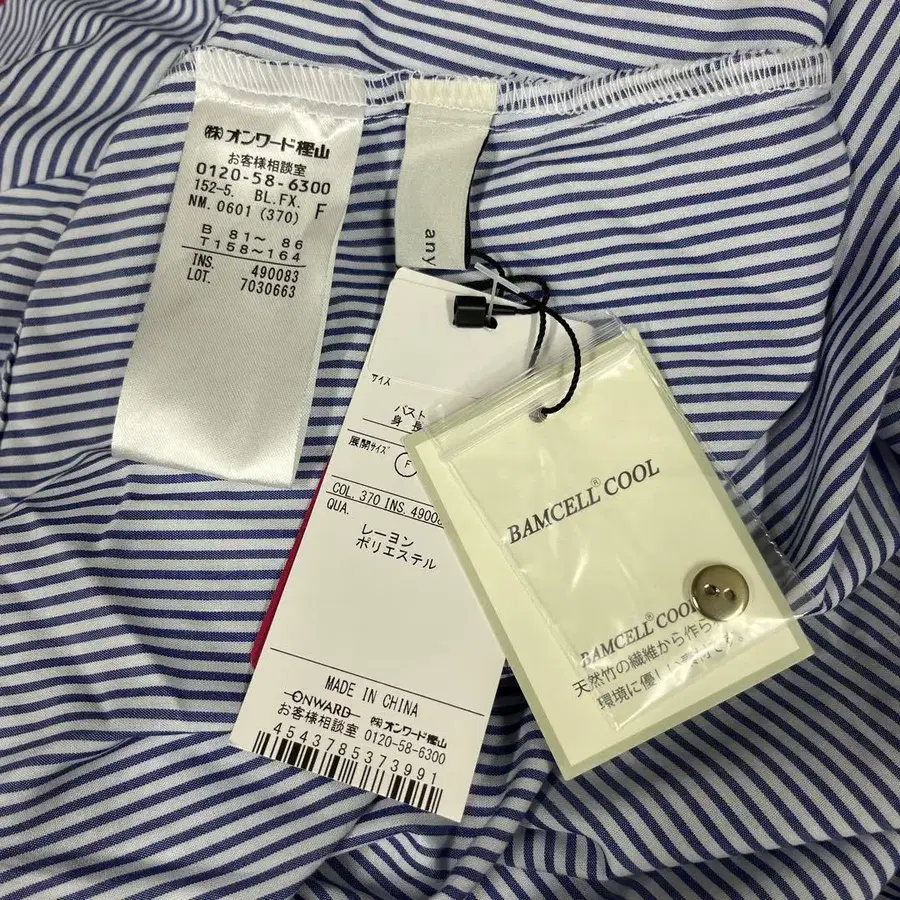 ㈱オンワード樫山
お客様相談室
0120-58-6300
152-5. BL.FX. F
NM. 0601 (370)
B 81～ 86
T 158～164
INS. 490083
LOT. 7030663
any
サイズ
バスト
身 長
展開サイズ F
COL. 370 INS. 49008
QUA.
レーヨン
ポリエステル
MADE IN CHINA
ONWARD ㈱オンワード樫山
お客様相談室 0120-58-6300
4543785373991
BAMCELL® COOL
BAMCELL® COOL
天然竹の繊維から作ら
環境に優し